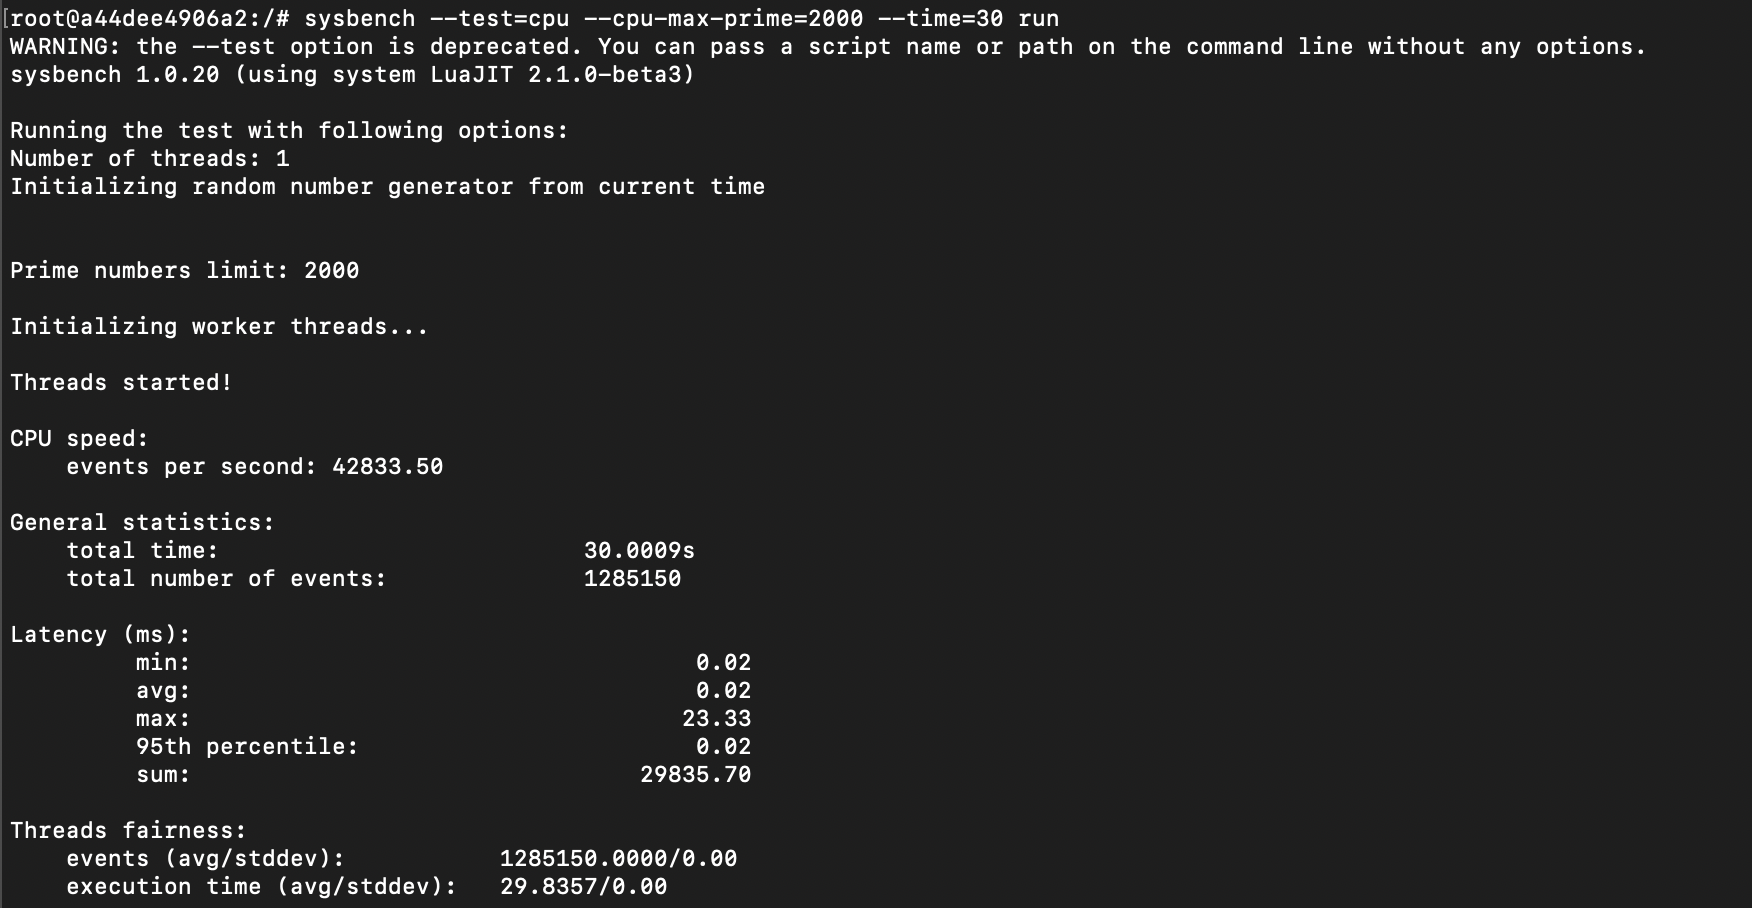 [root@a44dee4906a2:/# sysbench --test=cpu --cpu-max-prime=2000 --time=30 run
WARNING: the --test option is deprecated. You can pass a script name or path on the command line without any options.
sysbench 1.0.20 (using system LuaJIT 2.1.0-beta3)
Running the test with following options:
Number of threads: 1
Initializing random number generator from current time
Prime numbers limit: 2000
Initializing worker threads...
Threads started!
CPU speed:
events per second: 42833.50
General statistics:
total time: 30.0009s
total number of events: 1285150
Latency (ms):
min: 0.02
avg: 0.02
max: 23.33
95th percentile: 0.02
sum: 29835.70
Threads fairness:
events (avg/stddev): 1285150.0000/0.00
execution time (avg/stddev): 29.8357/0.00